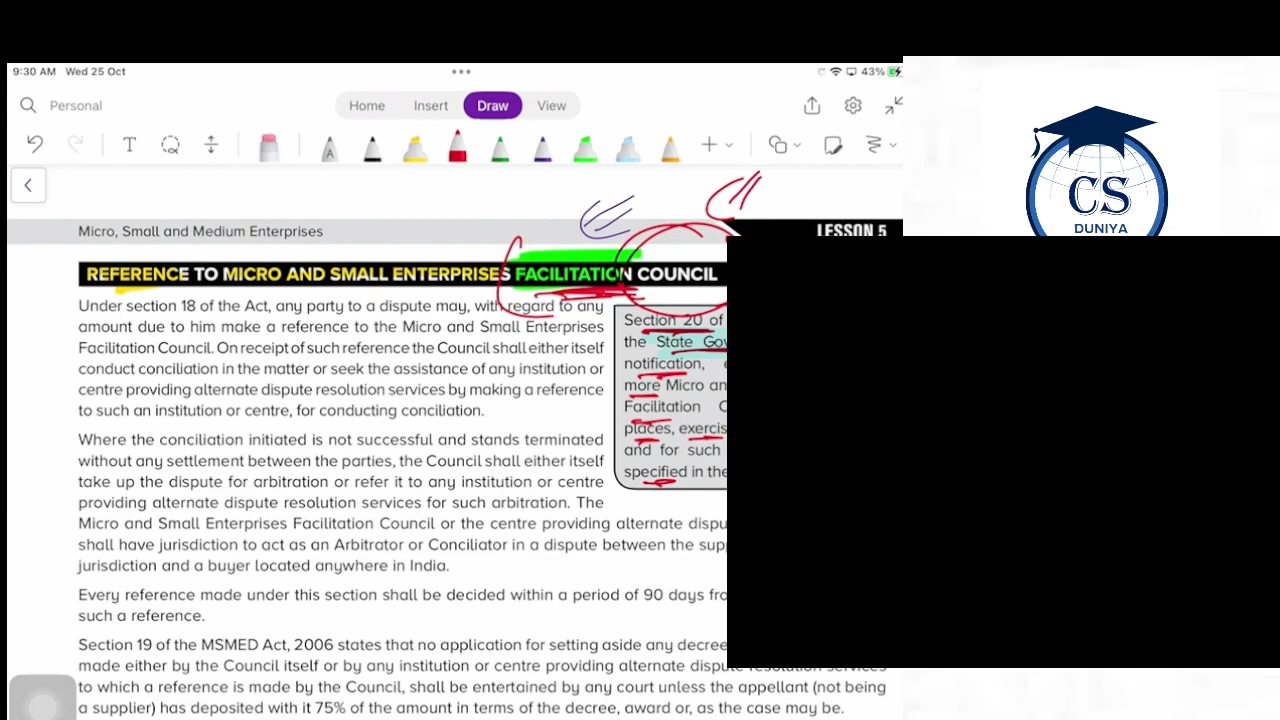 9:30 AM Wed 25 Oct
43%
Personal
Home Insert Draw View
T
A
CS
DUNIYA
Micro, Small and Medium Enterprises
LESSON 5
REFERENCE TO MICRO AND SMALL ENTERPRISES FACILITATION COUNCIL
Under section 18 of the Act, any party to a dispute may, with regard to any
amount due to him make a reference to the Micro and Small Enterprises
Facilitation Council. On receipt of such reference the Council shall either itself
conduct conciliation in the matter or seek the assistance of any institution or
centre providing alternate dispute resolution services by making a reference
to such an institution or centre, for conducting conciliation.
Section 20 of
the State
notification,
more Micro
Facilitation
places,
and for such
specified in the
Where the conciliation initiated is not successful and stands terminated
without any settlement between the parties, the Council shall either itself
take up the dispute for arbitration or refer it to any institution or centre
providing alternate dispute resolution services for such arbitration. The
Micro and Small Enterprises Facilitation Council or the centre providing alternate
shall have jurisdiction to act as an Arbitrator or Conciliator in a dispute between the
jurisdiction and a buyer located anywhere in India.
Every reference made under this section shall be decided within a period of 90 days
such a reference.
Section 19 of the MSMED Act, 2006 states that no application for setting aside any
made either by the Council itself or by any institution or centre providing alternate dispute resolution services
to which a reference is made by the Council, shall be entertained by any court unless the appellant (not being
a supplier) has deposited with it 75% of the amount in terms of the decree, award or, as the case may be.